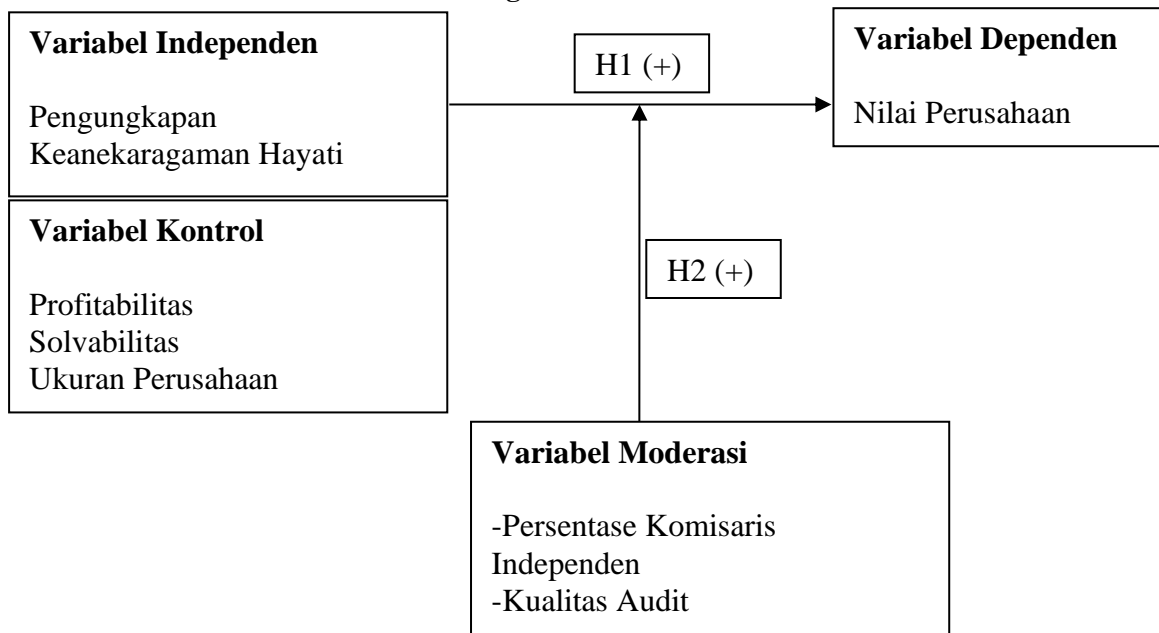 Variabel Independen
Pengungkapan
Keanekaragaman Hayati
H1 (+)
Variabel Dependen
Nilai Perusahaan
Variabel Kontrol
Profitabilitas
Solvabilitas
Ukuran Perusahaan
H2 (+)
Variabel Moderasi
-Persentase Komisaris
Independen
-Kualitas Audit